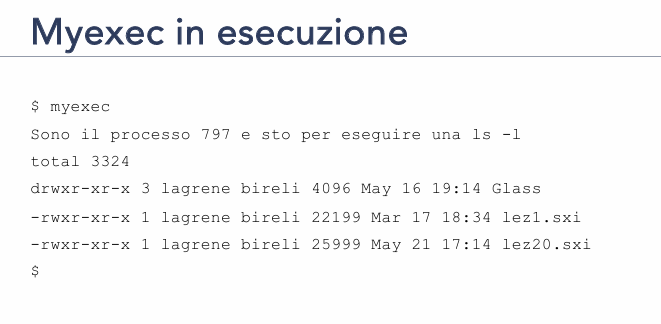 Myexec in esecuzione
$ myexec
Sono il processo 797 e sto per eseguire una ls -l
total 3324
drwxr-xr-x 3 lagrene bireli 4096 May 16 19:14 Glass
-rwxr-xr-x 1 lagrene bireli 22199 Mar 17 18:34 lez1.sxi
-rwxr-xr-x 1 lagrene bireli 25999 May 21 17:14 lez20.sxi
$